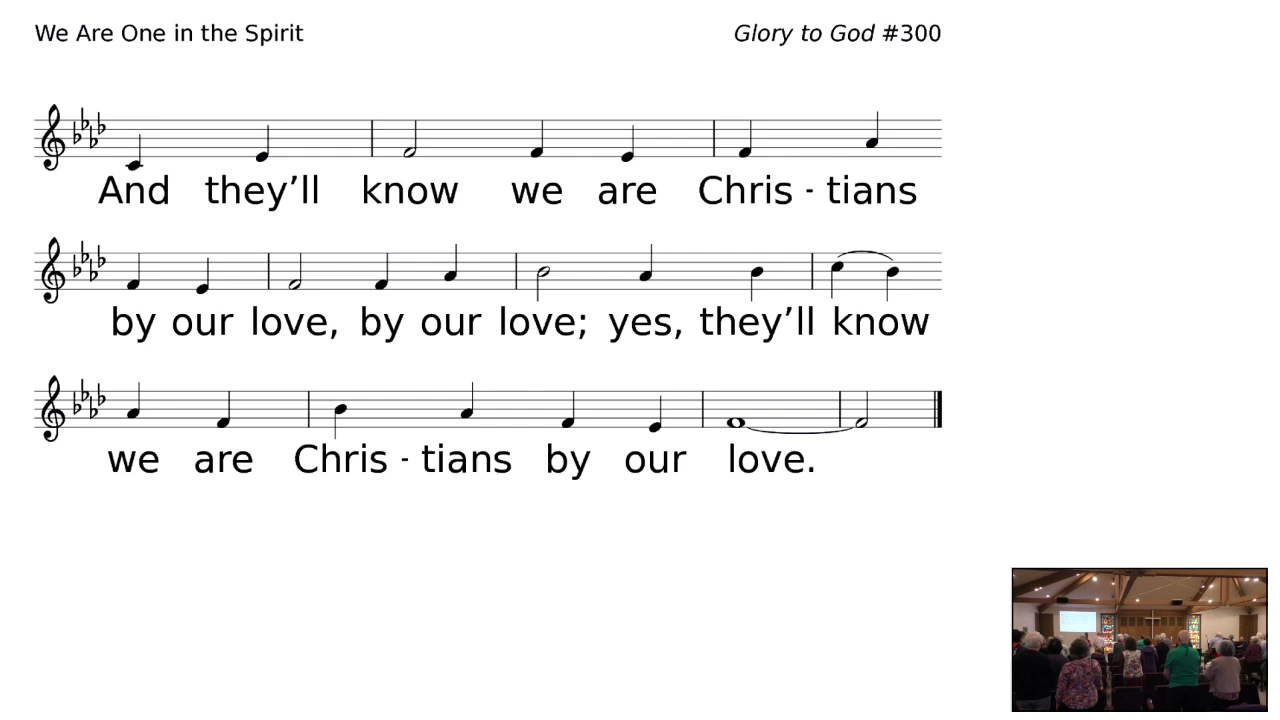 We Are One in the Spirit
Glory to God #300
And they’ll know we are Chris - tians
by our love, by our love; yes, they’ll know
we are Chris - tians by our love.